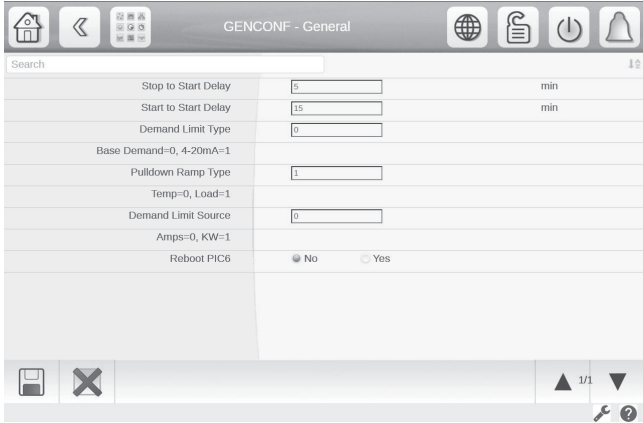 GENCONF - General
Search
Stop to Start Delay 5 min
Start to Start Delay 15 min
Demand Limit Type 0
Base Demand=0, 4-20mA=1
Pulldown Ramp Type 1
Temp=0, Load=1
Demand Limit Source 0
Amps=0, KW=1
Reboot PIC6 No Yes
1/1